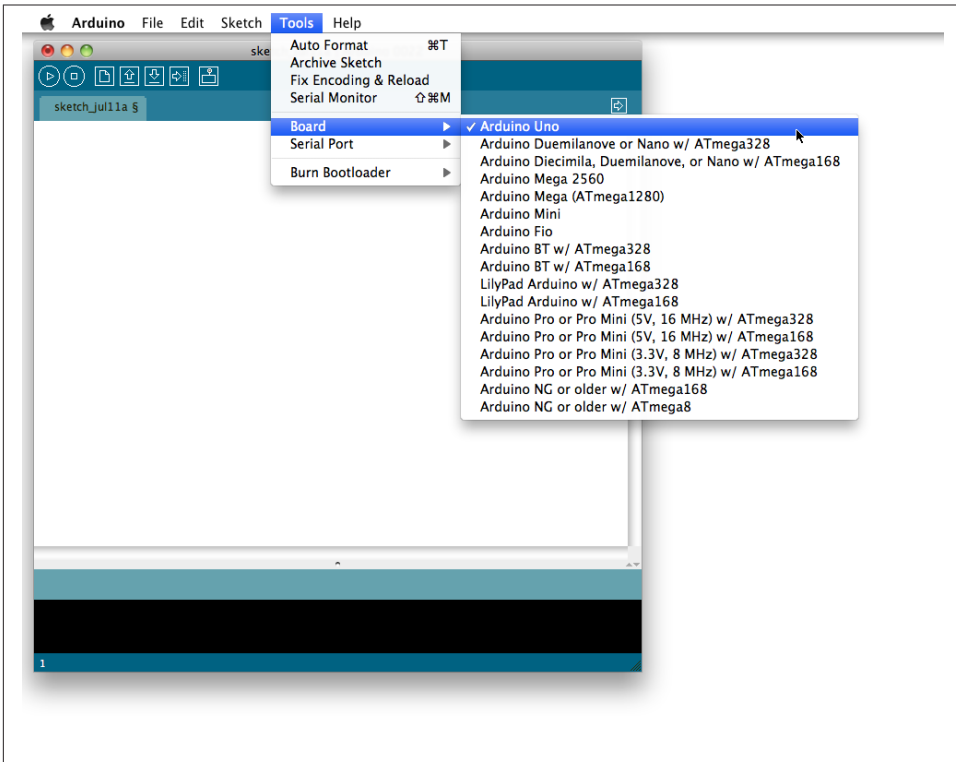 Arduino File Edit Sketch Tools Help
ske
sketch_jul11a §
Auto Format ⌘T
Archive Sketch
Fix Encoding & Reload
Serial Monitor ⇧⌘M
Board
Serial Port
Burn Bootloader
✓ Arduino Uno
Arduino Duemilanove or Nano w/ ATmega328
Arduino Diecimila, Duemilanove, or Nano w/ ATmega168
Arduino Mega 2560
Arduino Mega (ATmega1280)
Arduino Mini
Arduino Fio
Arduino BT w/ ATmega328
Arduino BT w/ ATmega168
LilyPad Arduino w/ ATmega328
LilyPad Arduino w/ ATmega168
Arduino Pro or Pro Mini (5V, 16 MHz) w/ ATmega328
Arduino Pro or Pro Mini (5V, 16 MHz) w/ ATmega168
Arduino Pro or Pro Mini (3.3V, 8 MHz) w/ ATmega328
Arduino Pro or Pro Mini (3.3V, 8 MHz) w/ ATmega168
Arduino NG or older w/ ATmega168
Arduino NG or older w/ ATmega8
1